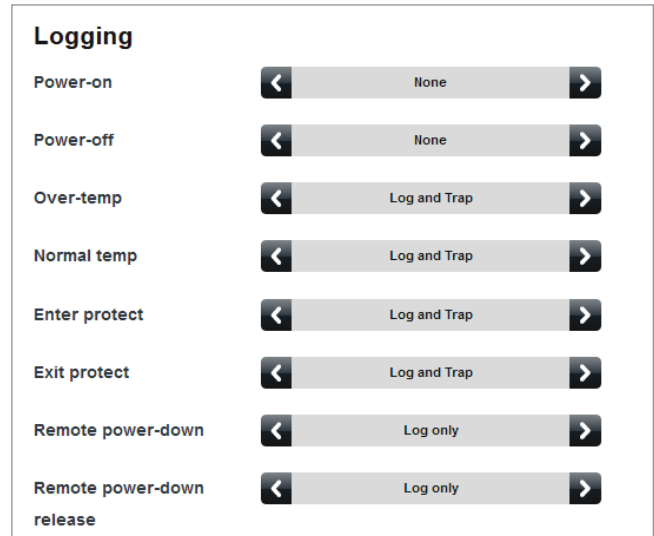 Logging
Power-on None
Power-off None
Over-temp Log and Trap
Normal temp Log and Trap
Enter protect Log and Trap
Exit protect Log and Trap
Remote power-down Log only
Remote power-down Log only
release